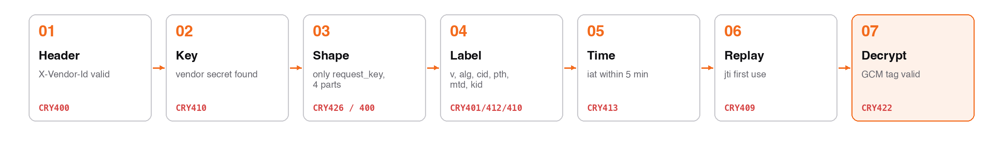 01
Header
X-Vendor-Id valid
CRY400
02
Key
vendor secret found
CRY410
03
Shape
only request_key,
4 parts
CRY426 / 400
04
Label
v, alg, cid, pth,
mtd, kid
CRY401/412/410
05
Time
iat within 5 min
CRY413
06
Replay
jti first use
CRY409
07
Decrypt
GCM tag valid
CRY422